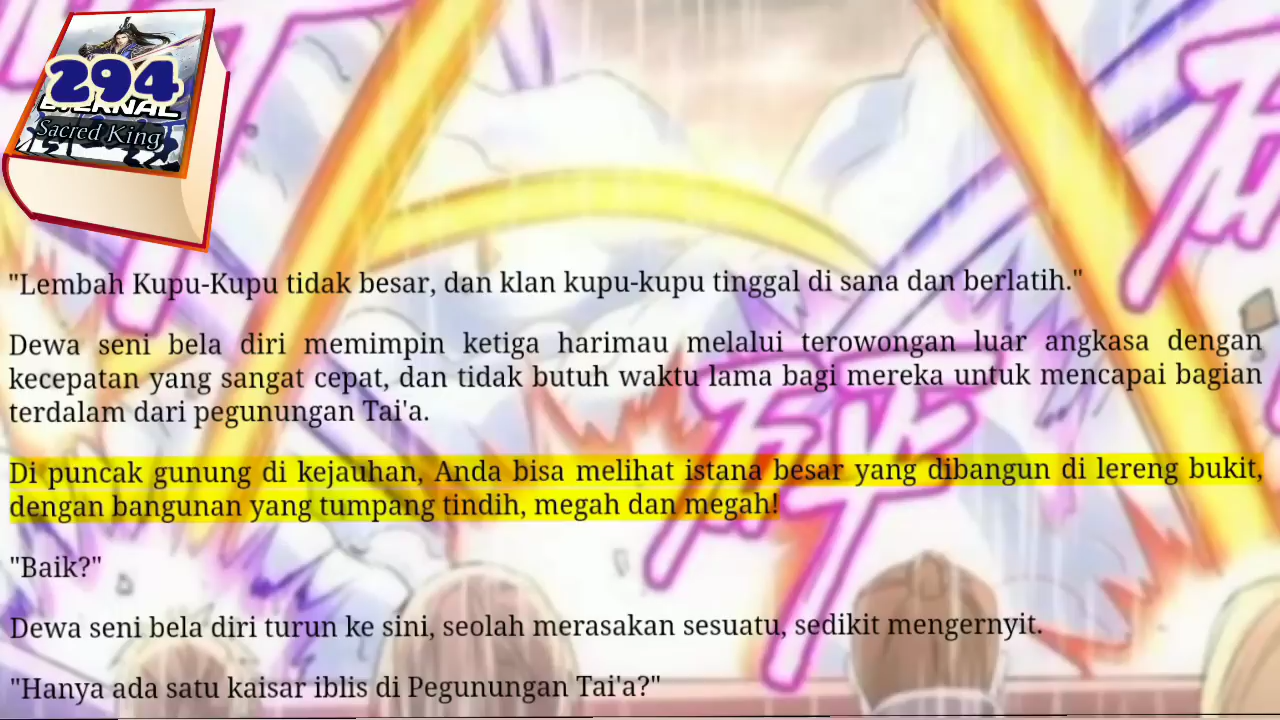 294
ETERNAL
Sacred King
"Lembah Kupu-Kupu tidak besar, dan klan kupu-kupu tinggal di sana dan berlatih."
Dewa seni bela diri memimpin ketiga harimau melalui terowongan luar angkasa dengan
kecepatan yang sangat cepat, dan tidak butuh waktu lama bagi mereka untuk mencapai bagian
terdalam dari pegunungan Tai'a.
Di puncak gunung di kejauhan, Anda bisa melihat istana besar yang dibangun di lereng bukit,
dengan bangunan yang tumpang tindih, megah dan megah!
"Baik?"
Dewa seni bela diri turun ke sini, seolah merasakan sesuatu, sedikit mengernyit.
"Hanya ada satu kaisar iblis di Pegunungan Tai'a?"